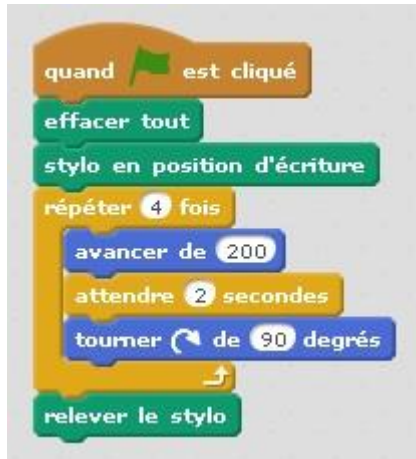 quand est cliqué
effacer tout
stylo en position d'écriture
répéter 4 fois
avancer de 200
attendre 2 secondes
tourner de 90 degrés
relever le stylo